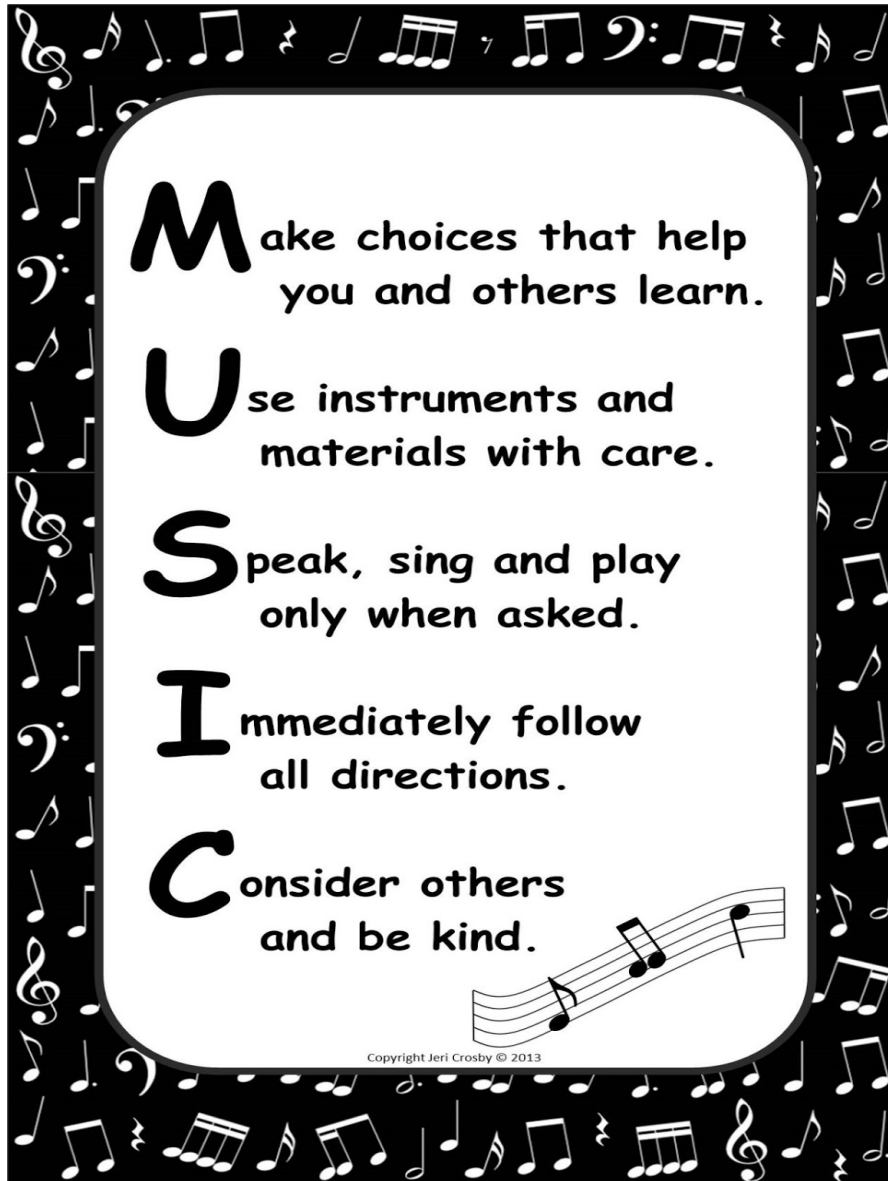 Make choices that help
you and others learn.
Use instruments and
materials with care.
Speak, sing and play
only when asked.
Immediately follow
all directions.
Consider others
and be kind.
Copyright Jeri Crosby © 2013